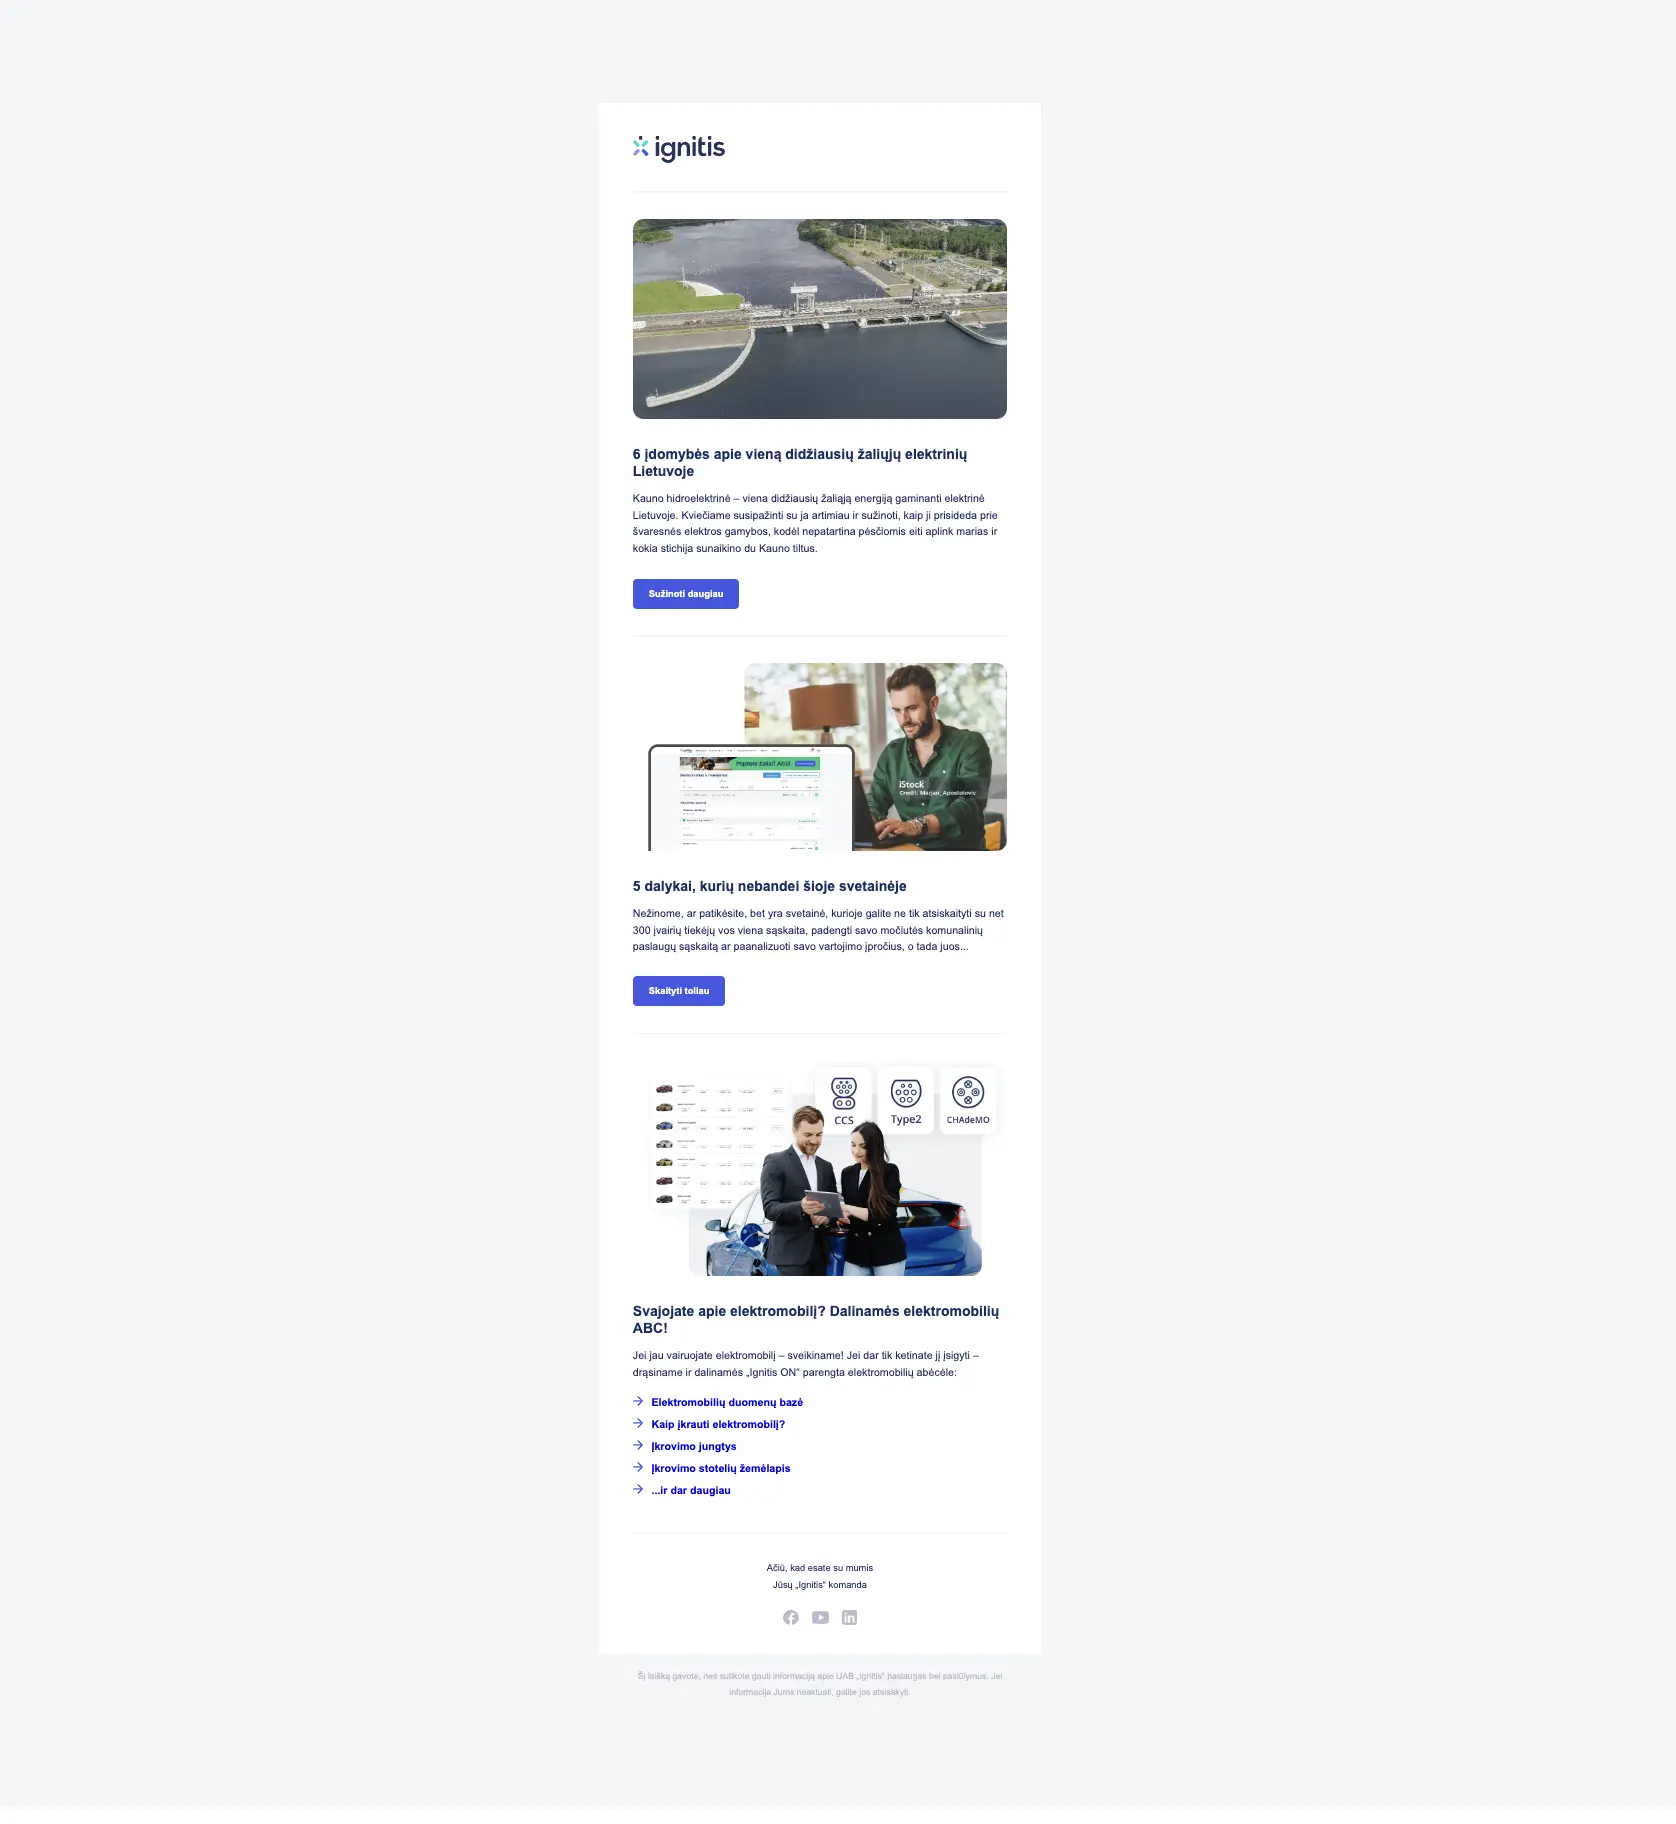 ignitis
6 įdomybės apie vieną didžiausių žaliųjų elektrinių
Lietuvoje
Kauno hidroelektrinė – viena didžiausių žaliąją energiją gaminanti elektrinė
Lietuvoje. Kviečiame susipažinti su ja artimiau ir sužinoti, kaip ji prisideda prie
švaresnės elektros gamybos, kodėl nepatartina pėsčiomis eiti aplink marias ir
kokia stichija sunaikino du Kauno tiltus.
Sužinoti daugiau
Mąstote žaliai? Ačiū!
iStock
Credit: Marjan_Apostolovic
5 dalykai, kurių nebandei šioje svetainėje
Nežinome, ar patikėsite, bet yra svetainė, kurioje galite ne tik atsiskaityti su net
300 įvairių tiekėjų vos viena sąskaita, padengti savo močiutės komunalinių
paslaugų sąskaitą ar paanalizuoti savo vartojimo įpročius, o tada juos...
Skaityti toliau
CCS
Type2
CHAdeMO
Svajojate apie elektromobilį? Dalinamės elektromobilių
ABC!
Jei jau vairuojate elektromobilį – sveikiname! Jei dar tik ketinate jį įsigyti –
drąsiname ir dalinamės „Ignitis ON“ parengta elektromobilių abėcėle:
Elektromobilių duomenų bazė
Kaip įkrauti elektromobilį?
Įkrovimo jungtys
Įkrovimo stotelių žemėlapis
...ir dar daugiau
Ačiū, kad esate su mumis
Jūsų „Ignitis“ komanda
Šį laišką gavote, nes sutikote gauti informaciją apie UAB „Ignitis“ paslaugas bei pasiūlymus. Jei
informacija Jums neaktuali, galite jos atsisakyti.